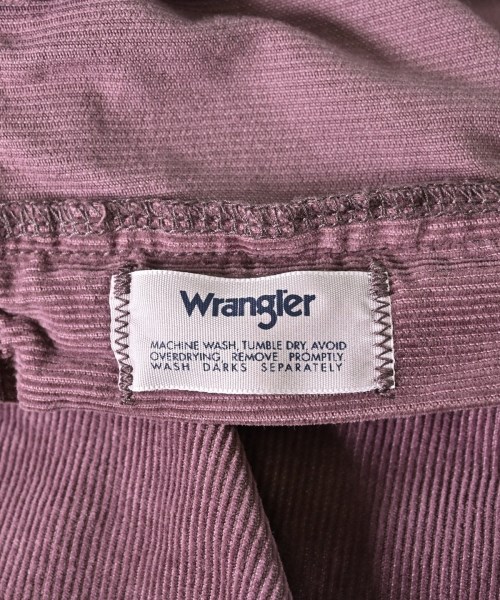 Wrangler
MACHINE WASH, TUMBLE DRY, AVOID
OVERDRYING, REMOVE PROMPTLY.
WASH DARKS SEPARATELY